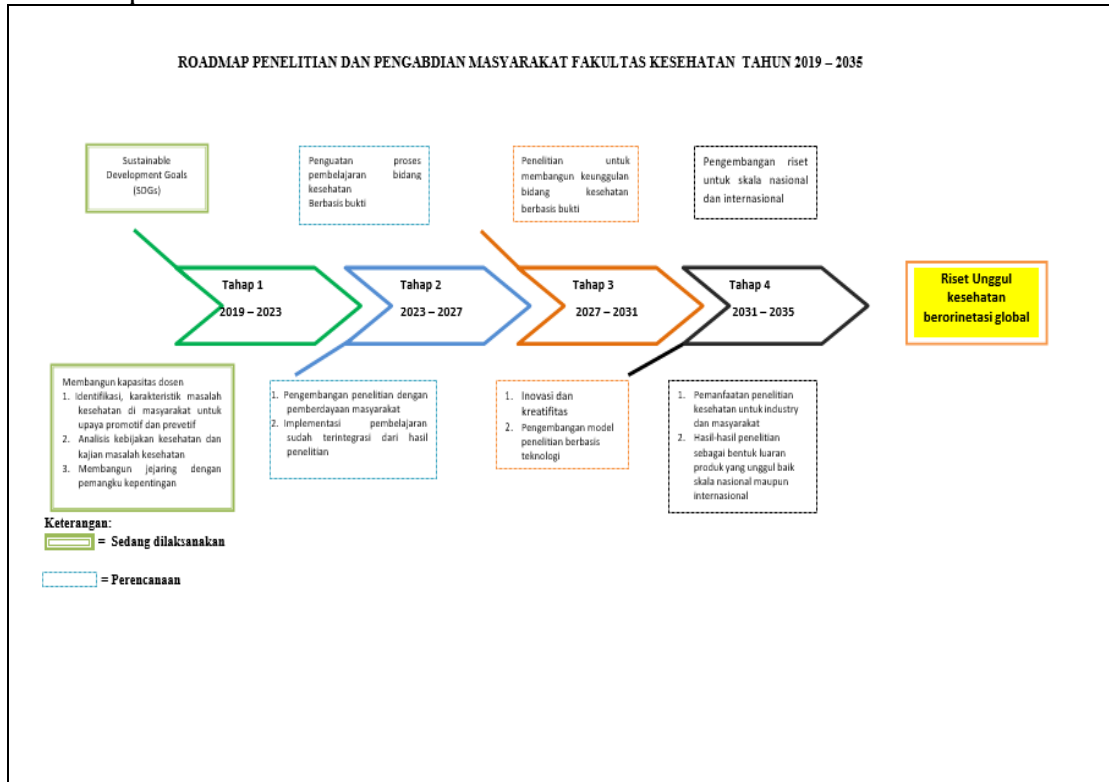 ROADMAP PENELITIAN DAN PENGABDIAN MASYARAKAT FAKULTAS KESEHATAN TAHUN 2019 – 2035
Sustainable
Development Goals
(SDGs)
Penguatan proses
pembelajaran bidang
kesehatan
Berbasis bukti
Penelitian untuk
membangun keunggulan
bidang kesehatan
berbasis bukti
Pengembangan riset
untuk skala nasional
dan internasional
Tahap 1
2019 – 2023
Tahap 2
2023 – 2027
Tahap 3
2027 – 2031
Tahap 4
2031 – 2035
Riset Unggul
kesehatan
berorinetasi global
Membangun kapasitas dosen
1. Identifikasi, karakteristik masalah
kesehatan di masyarakat untuk
upaya promotif dan prevetif
2. Analisis kebijakan kesehatan dan
kajian masalah kesehatan
3. Membangun jejaring dengan
pemangku kepentingan
1. Pengembangan penelitian dengan
pemberdayaan masyarakat
2. Implementasi pembelajaran
sudah terintegrasi dari hasil
penelitian
1. Inovasi dan
kreatifitas
2. Pengembangan model
penelitian berbasis
teknologi
1. Pemanfaatan penelitian
kesehatan untuk industry
dan masyarakat
2. Hasil-hasil penelitian
sebagai bentuk luaran
produk yang unggul baik
skala nasional maupun
internasional
Keterangan:
= Sedang dilaksanakan
= Perencanaan